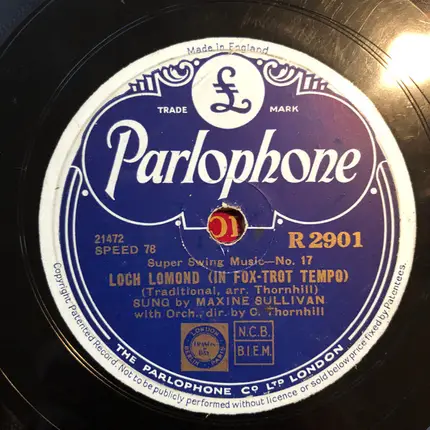 Made in England
£
TRADE MARK
Parlophone
21472
SPEED 78
R 2901
Super Swing Music—No. 17
LOCH LOMOND (IN FOX-TROT TEMPO)
(Traditional, arr. Thornhill)
SUNG by MAXINE SULLIVAN
with Orch., dir. by C. Thornhill
LONDON
N.C.B.
B.I.E.M.
Copyright Patented Record. Not to be publicly performed without licence or sold below price fixed by Patentees.
THE PARLOPHONE CO LTD LONDON